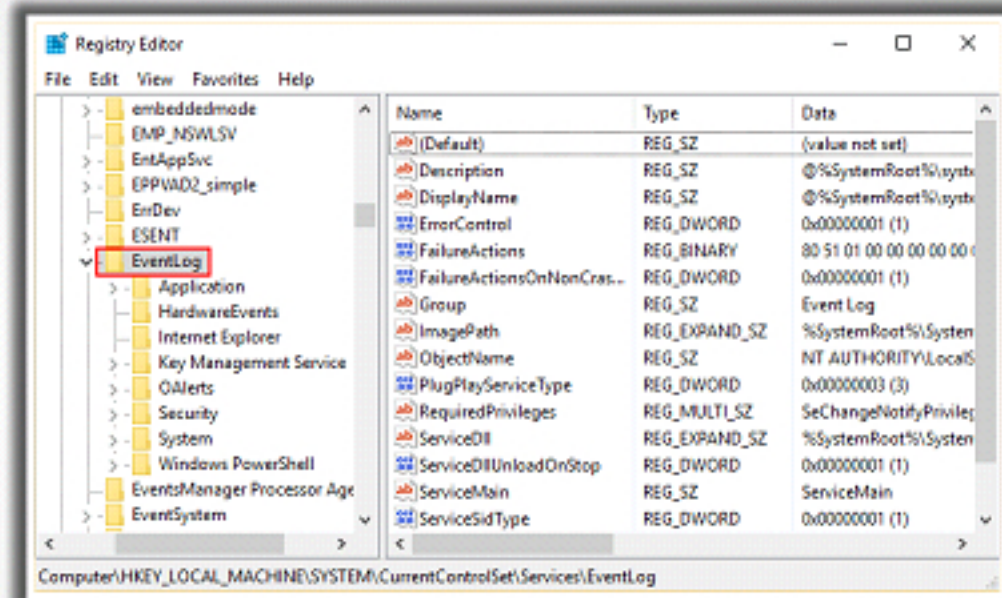 Registry Editor
File Edit View Favorites Help
embeddedmode
EMP_NSWLSV
EntAppSvc
EPPVAD2_simple
ErrDev
ESENT
EventLog
Application
HardwareEvents
Internet Explorer
Key Management Service
OAlerts
Security
System
Windows PowerShell
EventsManager Processor Age
EventSystem
Name Type Data
(Default) REG_SZ (value not set)
Description REG_SZ @%SystemRoot%\syste
DisplayName REG_SZ @%SystemRoot%\syste
ErrorControl REG_DWORD 0x00000001 (1)
FailureActions REG_BINARY 80 51 01 00 00 00 00 00
FailureActionsOnNonCras... REG_DWORD 0x00000001 (1)
Group REG_SZ Event Log
ImagePath REG_EXPAND_SZ %SystemRoot%\System
ObjectName REG_SZ NT AUTHORITY\LocalS
PlugPlayServiceType REG_DWORD 0x00000003 (3)
RequiredPrivileges REG_MULTI_SZ SeChangeNotifyPrivileg
ServiceDll REG_EXPAND_SZ %SystemRoot%\System
ServiceDllUnloadOnStop REG_DWORD 0x00000001 (1)
ServiceMain REG_SZ ServiceMain
ServiceSidType REG_DWORD 0x00000001 (1)
Computer\HKEY_LOCAL_MACHINE\SYSTEM\CurrentControlSet\Services\EventLog